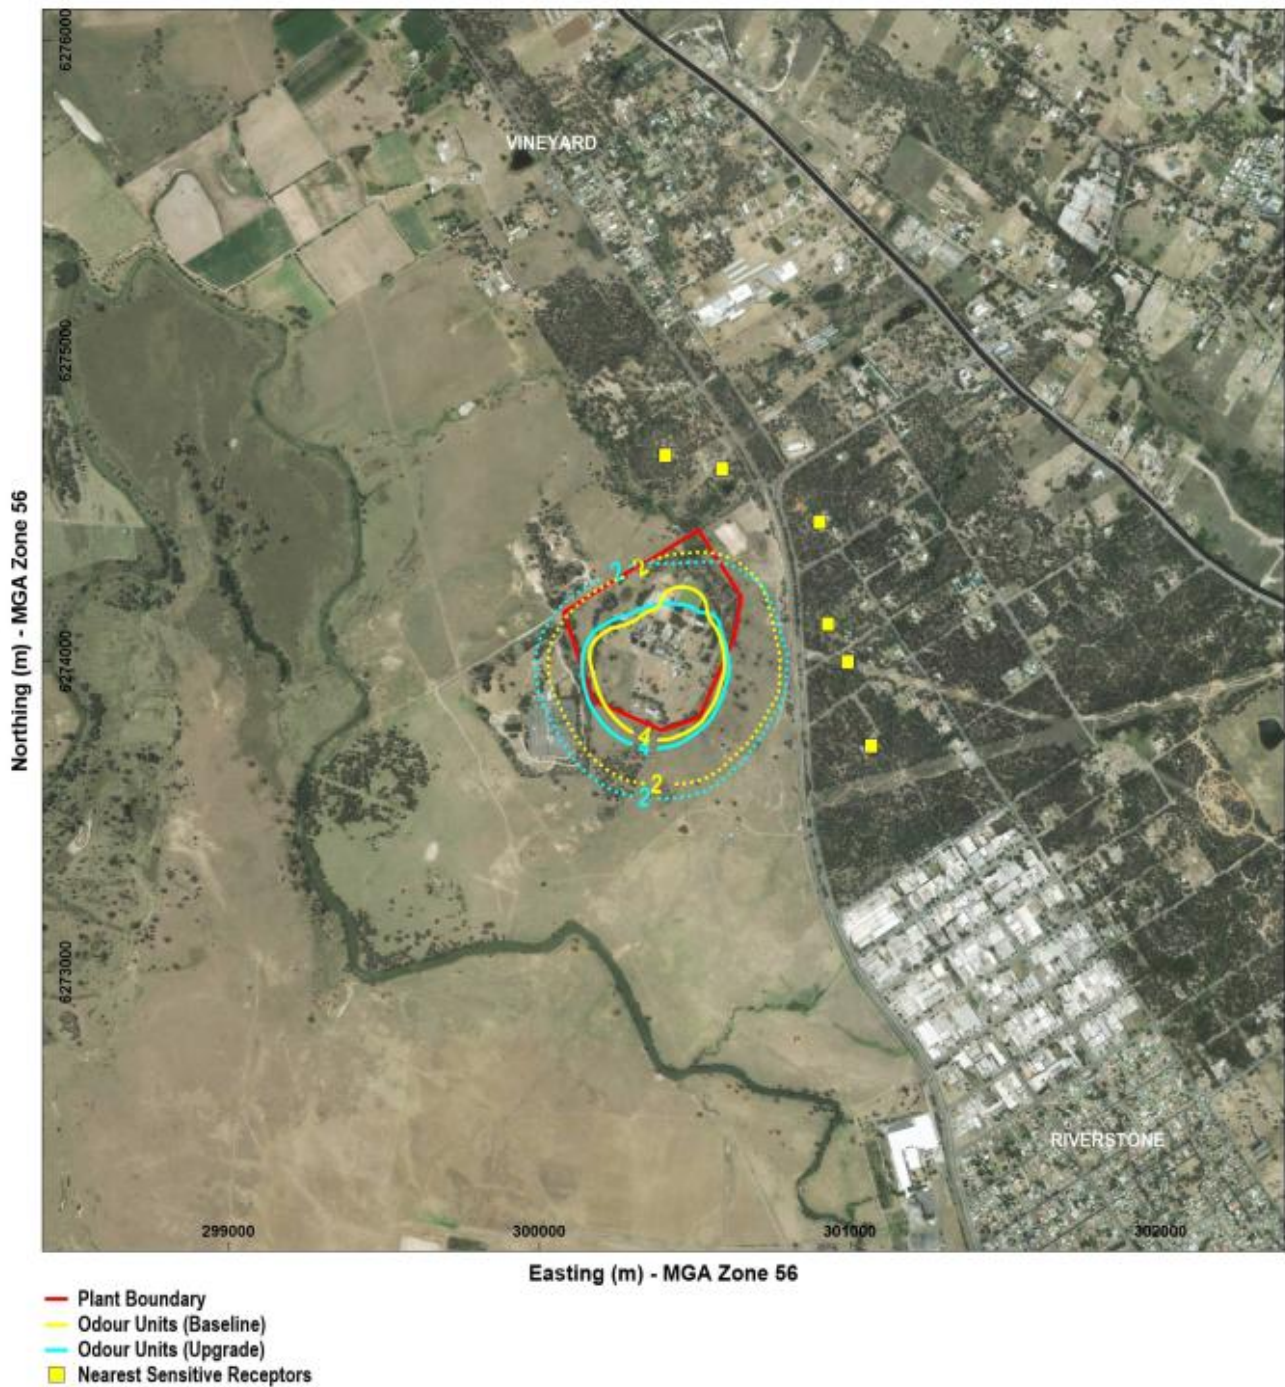 VINEYARD
6276000
6275000
6274000
6273000
Northing (m) - MGA Zone 56
2 2
4
4
2
2
RIVERSTONE
299000 300000 301000 302000
Easting (m) - MGA Zone 56
Plant Boundary
Odour Units (Baseline)
Odour Units (Upgrade)
Nearest Sensitive Receptors